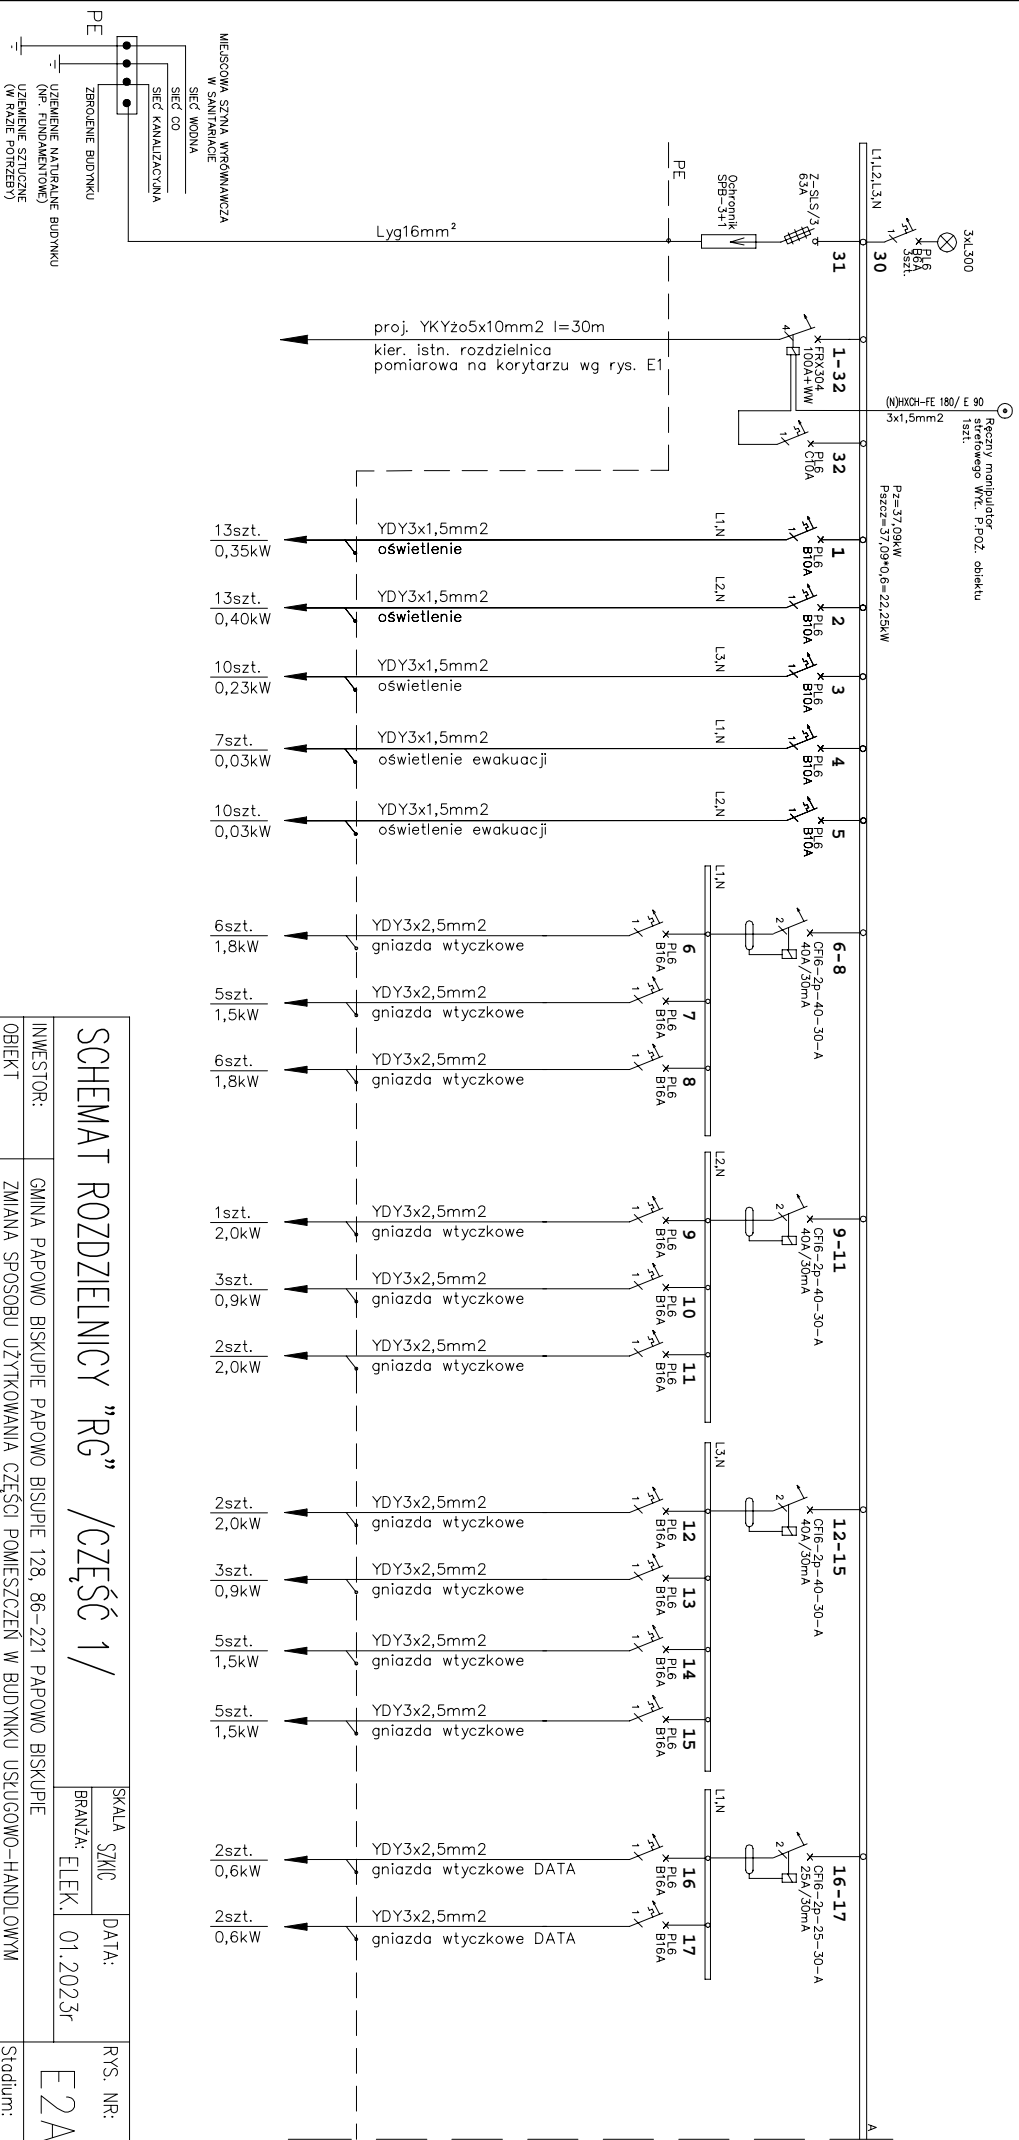 L1,L2,L3,N
3xL300
PL6
B6A
3szt.
30
31
Z-SLS/3
63A
Ochronnik
SPB-3+1
PE
Lyg16mm²
MIEJSCOWA SZYNA WYRÓWNAWCZA
W SANITARIACIE
SIEĆ WODNA
SIEĆ CO
SIEĆ KANALIZACYJNA
ZBROJENIE BUDYNKU
UZIEMIENIE NATURALNE BUDYNKU
(NP. FUNDAMENTOWE)
UZIEMIENIE SZTUCZNE
(W RAZIE POTRZEBY)
PE
1-32
FRX304
100A+WW
4
proj. YKYżo5x10mm2 l=30m
kier. istn. rozdzielnica
pomiarowa na korytarzu wg rys. E1
(N)HXCH-FE 180/ E 90
3x1,5mm2
Ręczny manipulator
strefowego WYŁ. P.POŻ. obiektu
1szt.
32
PL6
C10A
Pz=37,09kW
Pszcz=37,09*0,6=22,25kW
1
PL6
B10A
L1,N
YDY3x1,5mm2
oświetlenie
13szt.
0,35kW
2
PL6
B10A
L2,N
YDY3x1,5mm2
oświetlenie
13szt.
0,40kW
3
PL6
B10A
L3,N
YDY3x1,5mm2
oświetlenie
10szt.
0,23kW
4
PL6
B10A
L1,N
YDY3x1,5mm2
oświetlenie ewakuacji
7szt.
0,03kW
5
PL6
B10A
L2,N
YDY3x1,5mm2
oświetlenie ewakuacji
10szt.
0,03kW
6-8
CFI6-2p-40-30-A
40A/30mA
L1,N
6
PL6
B16A
YDY3x2,5mm2
gniazda wtyczkowe
6szt.
1,8kW
7
PL6
B16A
YDY3x2,5mm2
gniazda wtyczkowe
5szt.
1,5kW
8
PL6
B16A
YDY3x2,5mm2
gniazda wtyczkowe
6szt.
1,8kW
9-11
CFI6-2p-40-30-A
40A/30mA
L2,N
9
PL6
B16A
YDY3x2,5mm2
gniazda wtyczkowe
1szt.
2,0kW
10
PL6
B16A
YDY3x2,5mm2
gniazda wtyczkowe
3szt.
0,9kW
11
PL6
B16A
YDY3x2,5mm2
gniazda wtyczkowe
2szt.
2,0kW
12-15
CFI6-2p-40-30-A
40A/30mA
L3,N
12
PL6
B16A
YDY3x2,5mm2
gniazda wtyczkowe
2szt.
2,0kW
13
PL6
B16A
YDY3x2,5mm2
gniazda wtyczkowe
3szt.
0,9kW
14
PL6
B16A
YDY3x2,5mm2
gniazda wtyczkowe
5szt.
1,5kW
15
PL6
B16A
YDY3x2,5mm2
gniazda wtyczkowe
5szt.
1,5kW
16-17
CFI6-2p-25-30-A
25A/30mA
L1,N
16
PL6
B16A
YDY3x2,5mm2
gniazda wtyczkowe DATA
2szt.
0,6kW
17
PL6
B16A
YDY3x2,5mm2
gniazda wtyczkowe DATA
2szt.
0,6kW
A
SCHEMAT ROZDZIELNICY "RG" /CZĘŚĆ 1/
SKALA SZKIC
BRANŻA: ELEK.
DATA:
01.2023r
RYS. NR:
E2A
INWESTOR: GMINA PAPOWO BISKUPIE PAPOWO BISUPIE 128, 86-221 PAPOWO BISKUPIE
OBIEKT ZMIANA SPOSOBU UŻYTKOWANIA CZĘŚCI POMIESZCZEŃ W BUDYNKU USŁUGOWO-HANDLOWYM
Stadium: